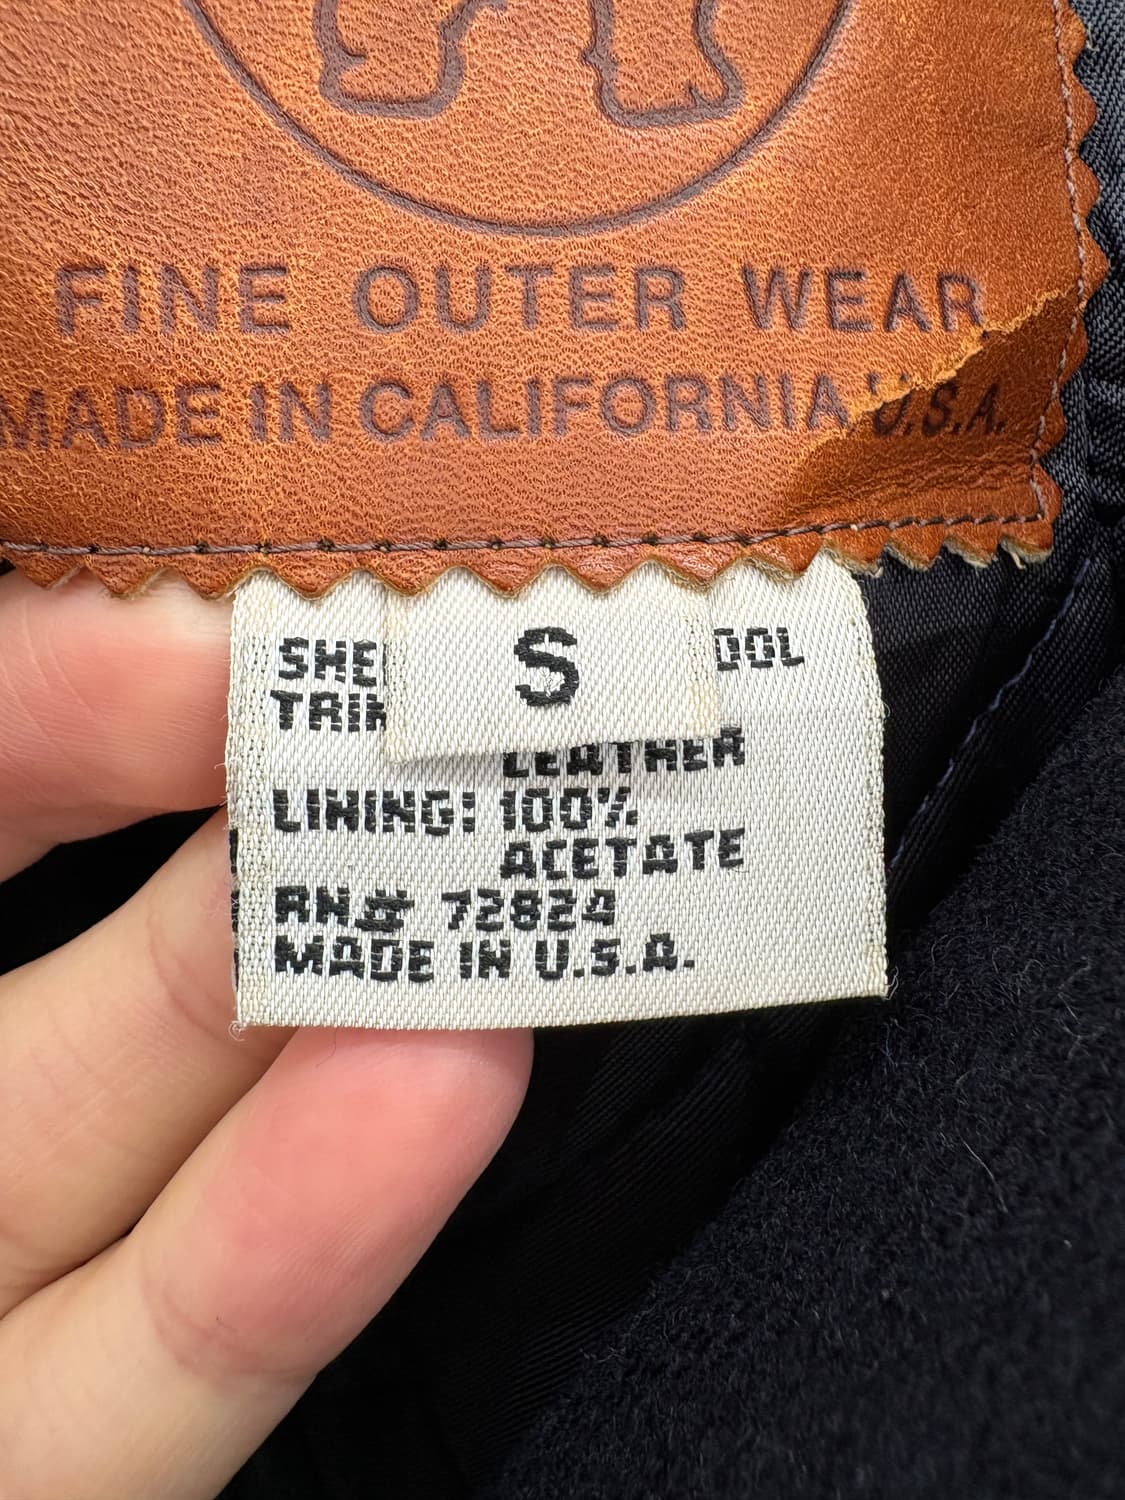 FINE OUTER WEAR
MADE IN CALIFORNIA U.S.A.
S
LEATHER
LINING: 100%
ACETATE
RN# 72824
MADE IN U.S.A.